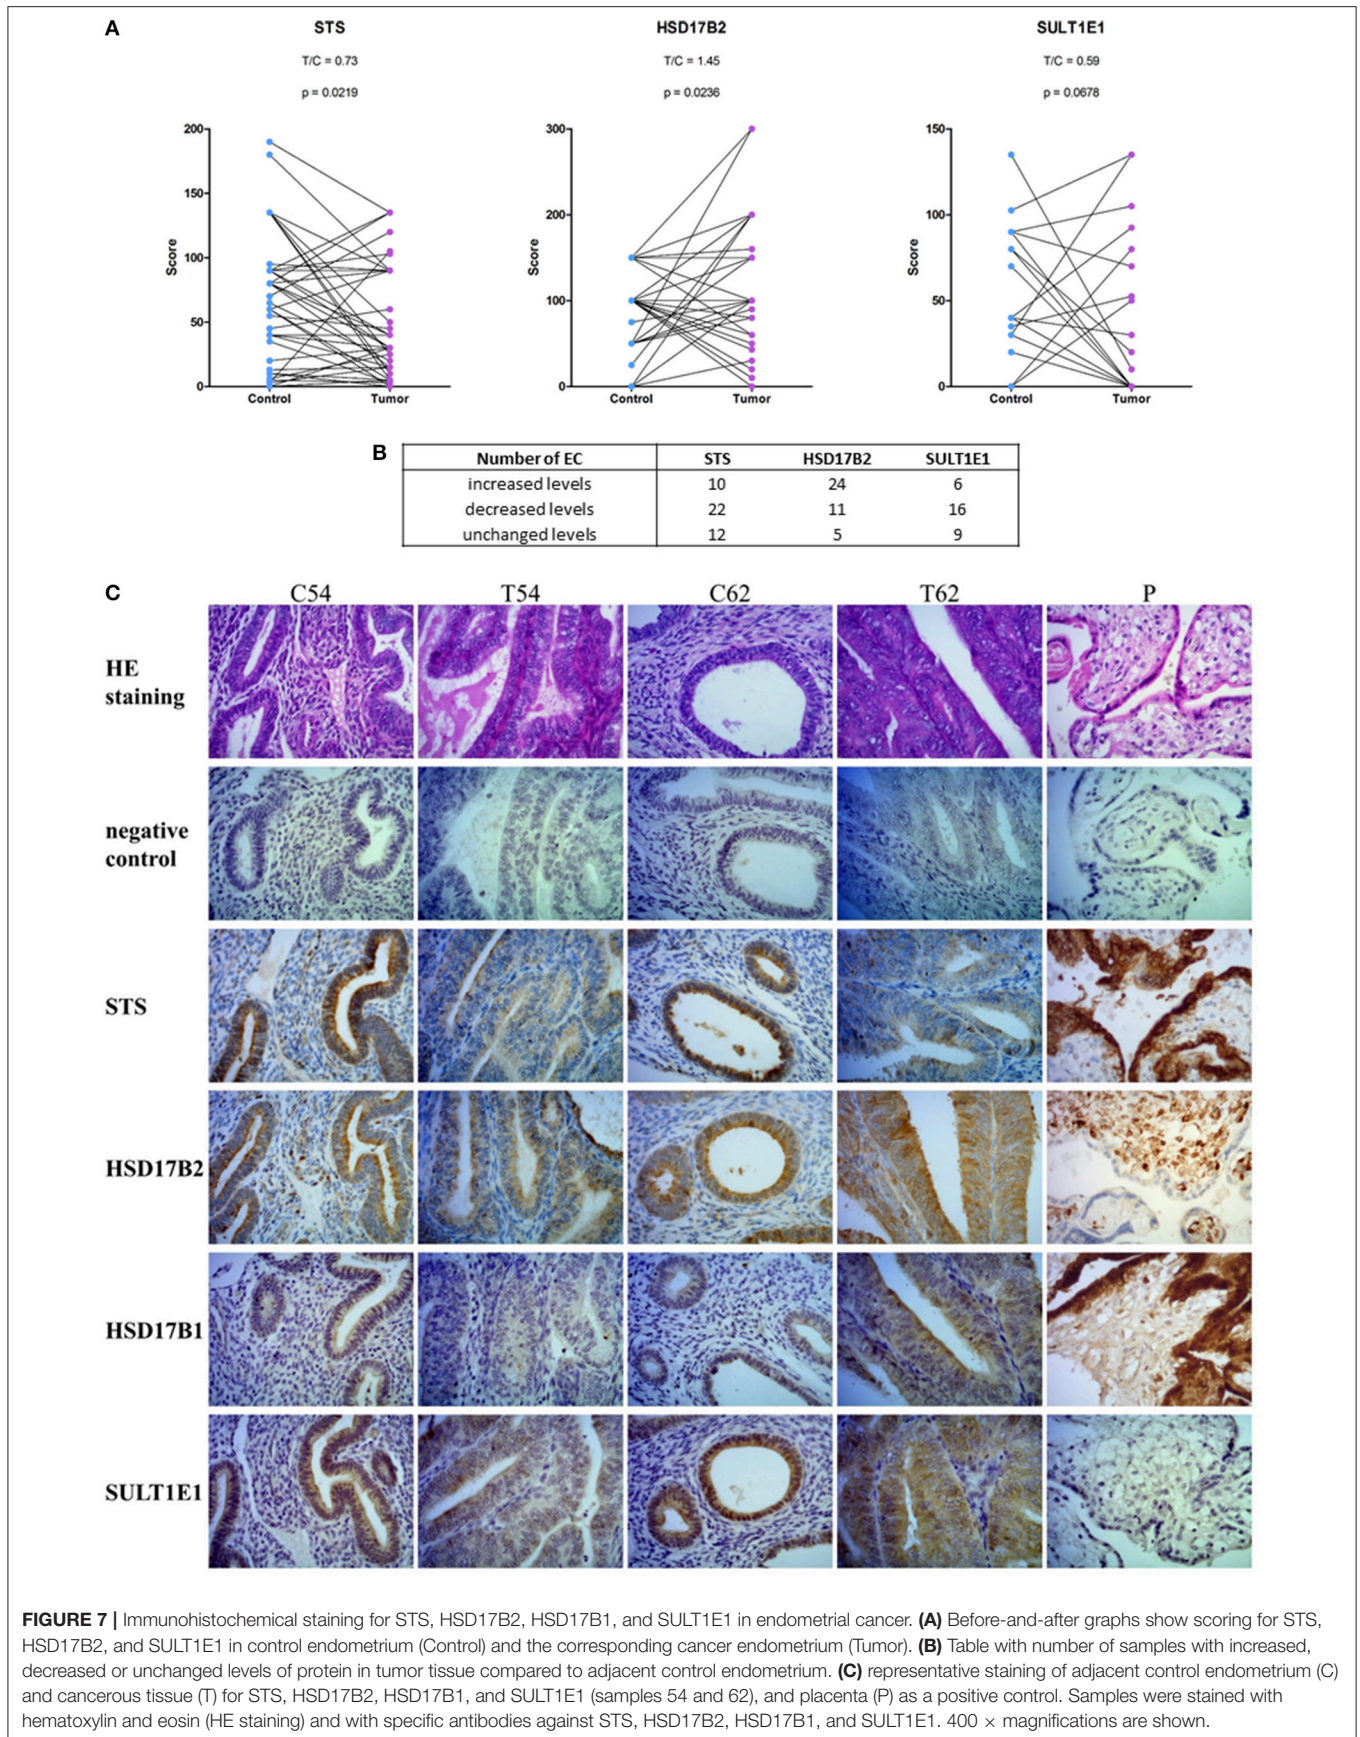 A
STS HSD17B2 SULT1E1
T/C = 0.73 T/C = 1.45 T/C = 0.59
p = 0.0219 p = 0.0236 p = 0.0678
200
150
100
50
0
Score
Control Tumor
300
200
100
0
Score
Control Tumor
150
100
50
0
Score
Control Tumor
B
Number of EC STS HSD17B2 SULT1E1
increased levels 10 24 6
decreased levels 22 11 16
unchanged levels 12 5 9
C
C54 T54 C62 T62 P
HE
staining
negative
control
STS
HSD17B2
HSD17B1
SULT1E1
FIGURE 7 | Immunohistochemical staining for STS, HSD17B2, HSD17B1, and SULT1E1 in endometrial cancer. (A) Before-and-after graphs show scoring for STS,
HSD17B2, and SULT1E1 in control endometrium (Control) and the corresponding cancer endometrium (Tumor). (B) Table with number of samples with increased,
decreased or unchanged levels of protein in tumor tissue compared to adjacent control endometrium. (C) representative staining of adjacent control endometrium (C)
and cancerous tissue (T) for STS, HSD17B2, HSD17B1, and SULT1E1 (samples 54 and 62), and placenta (P) as a positive control. Samples were stained with
hematoxylin and eosin (HE staining) and with specific antibodies against STS, HSD17B2, HSD17B1, and SULT1E1. 400 × magnifications are shown.